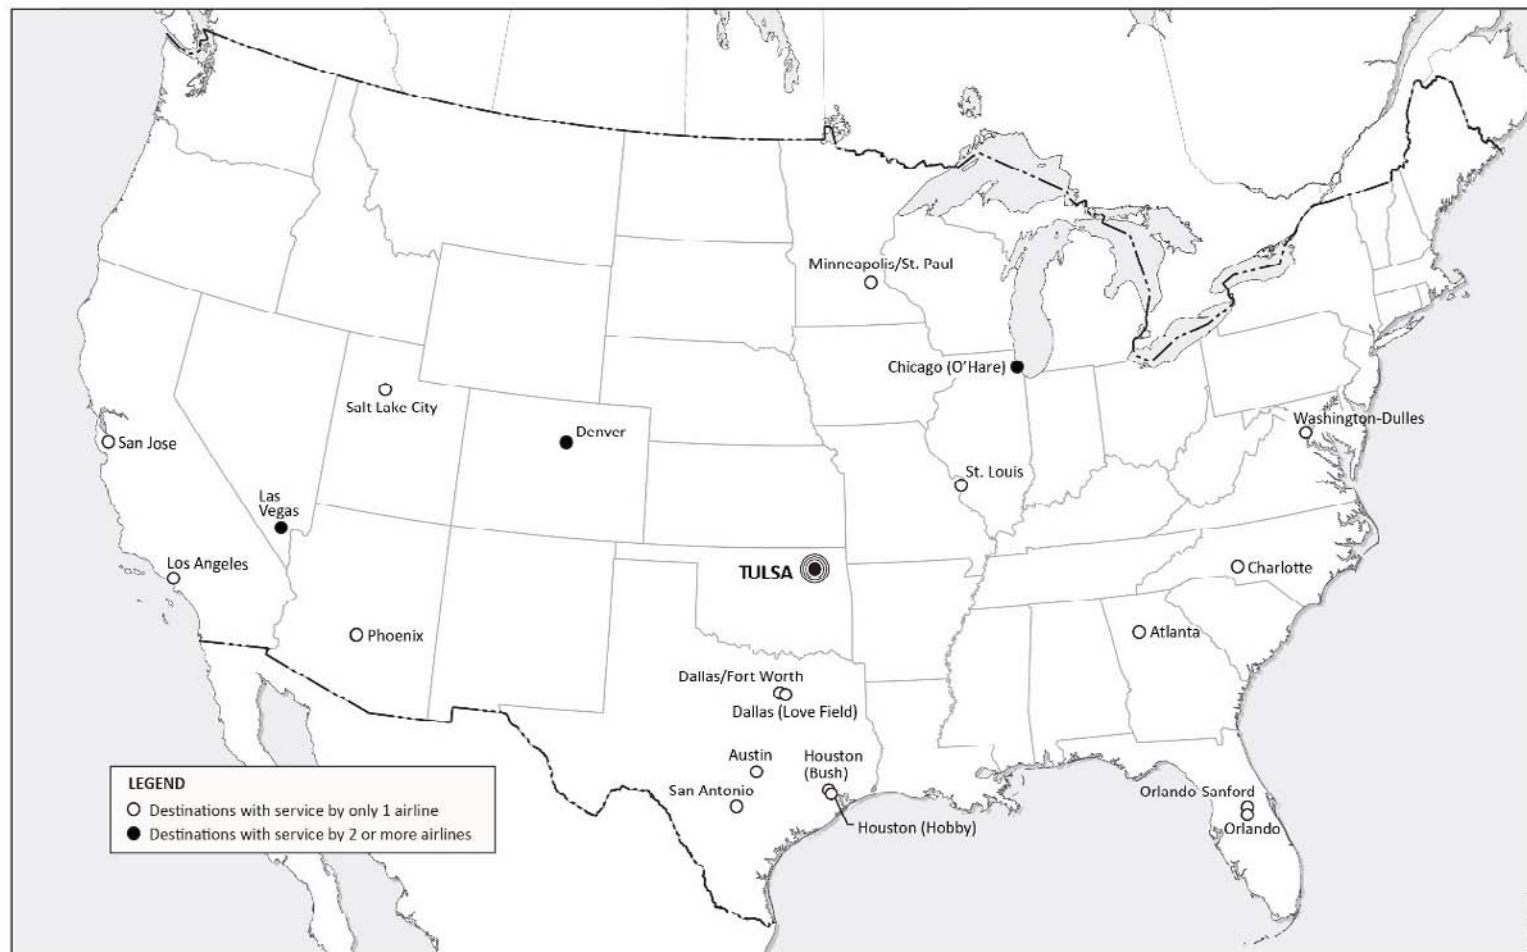 Minneapolis/St. Paul
Chicago (O'Hare)
Salt Lake City
Washington-Dulles
Denver
San Jose
St. Louis
Las
Vegas
Los Angeles
TULSA
Charlotte
Phoenix
Atlanta
Dallas/Fort Worth
Dallas (Love Field)
Austin
Houston
(Bush)
San Antonio
Orlando Sanford
Houston (Hobby)
Orlando
LEGEND
Destinations with service by only 1 airline
Destinations with service by 2 or more airlines